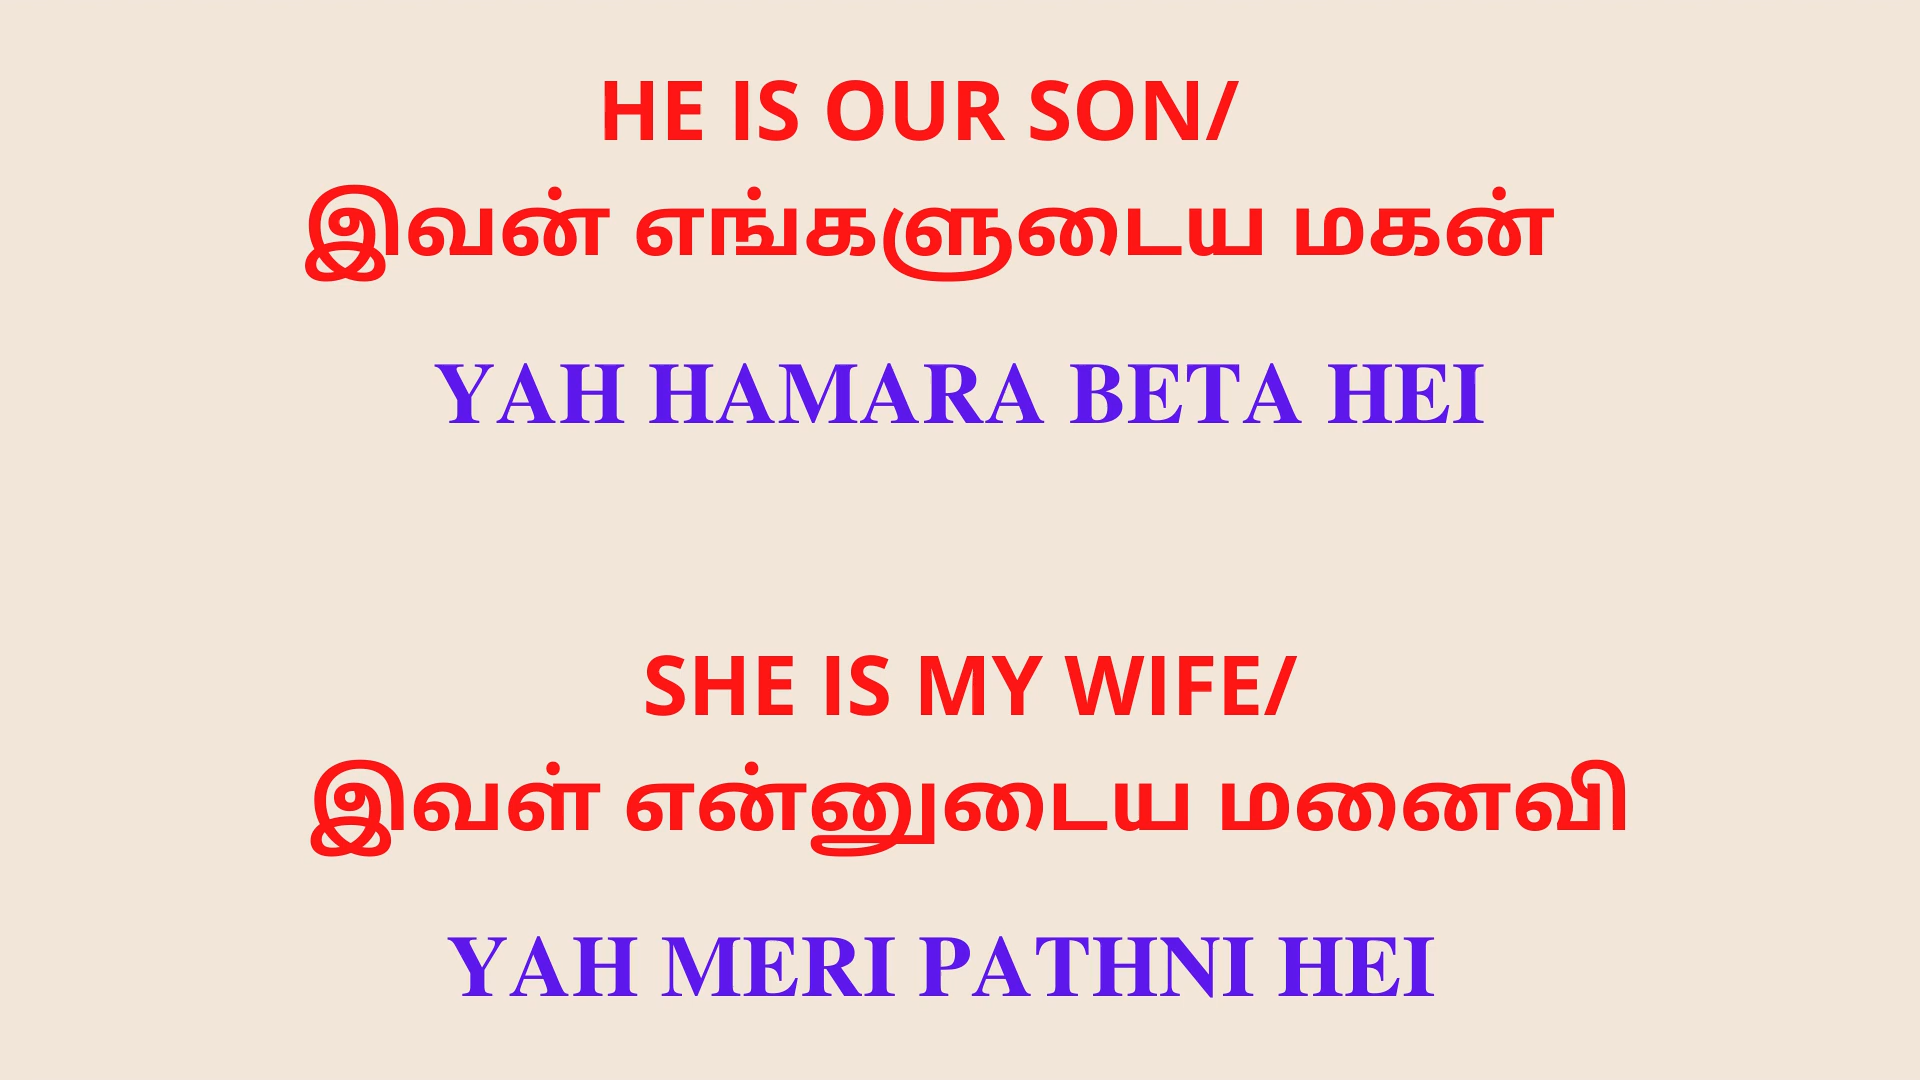 HE IS OUR SON/
இவன் எங்களுடைய மகன்
YAH HAMARA BETA HEI
SHE IS MY WIFE/
இவள் என்னுடைய மனைவி
YAH MERI PATHNI HEI